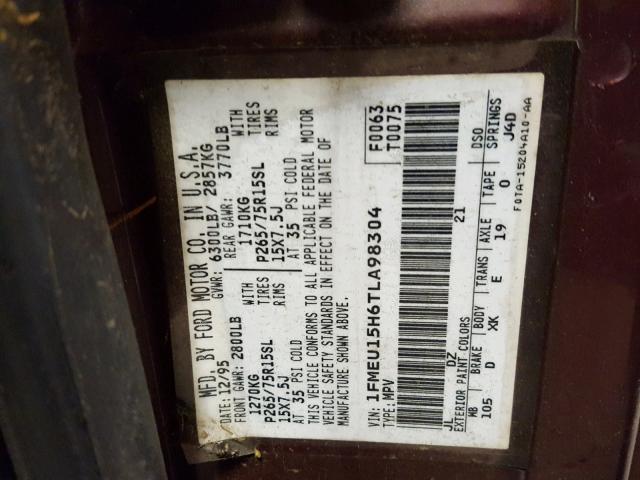 MFD. BY FORD MOTOR CO. IN U.S.A.
DATE: 12/95 GVWR: 6300LB/ 2857KG
FRONT GAWR: 2800LB REAR GAWR: 3770LB
1270KG WITH 1710KG WITH
P265/75R15SL TIRES P265/75R15SL TIRES
15X7.5J RIMS 15X7.5J RIMS
AT 35 PSI COLD AT 35 PSI COLD
THIS VEHICLE CONFORMS TO ALL APPLICABLE FEDERAL MOTOR
VEHICLE SAFETY STANDARDS IN EFFECT ON THE DATE OF
MANUFACTURE SHOWN ABOVE.
F0063
T0075
VIN: 1FMEU15H6TLA98304
TYPE: MPV
21
JL DZ
EXTERIOR PAINT COLORS DSO
WB BRAKE BODY TRANS AXLE TAPE SPRINGS
105 D XK E 19 0 J4D
F0TA-15204A10-AA